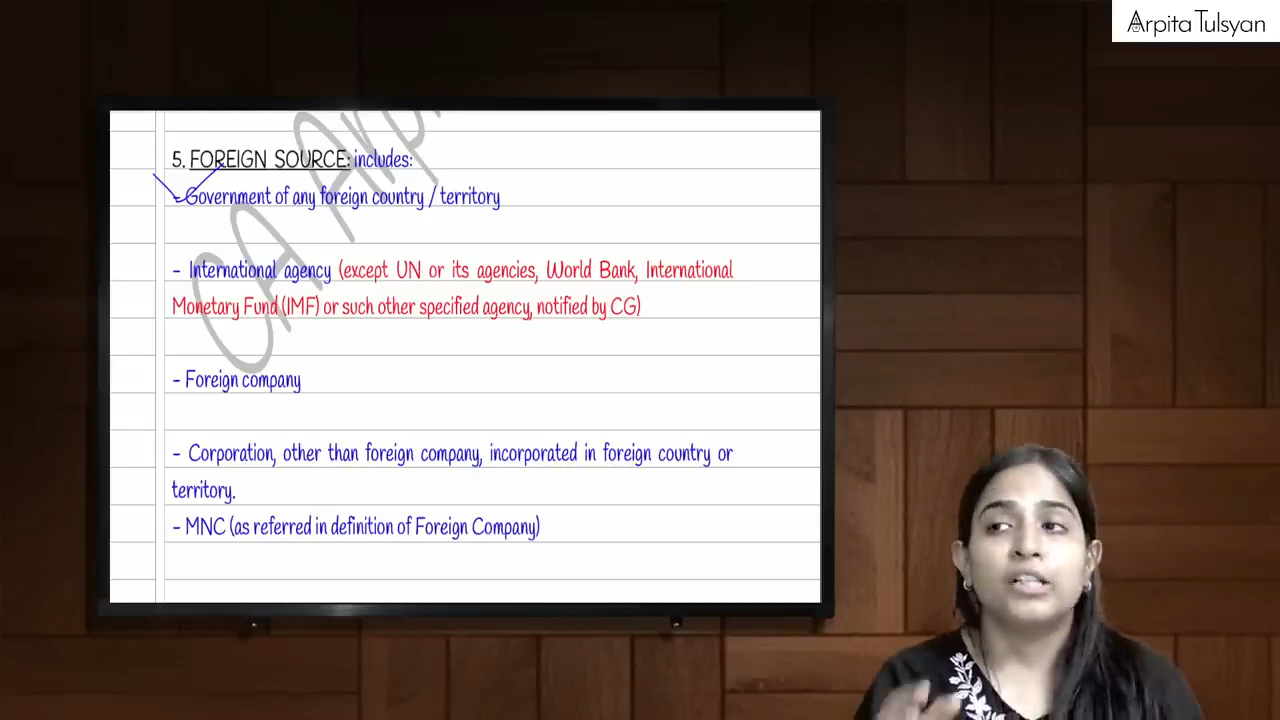 Arpita Tulsyan
5. FOREIGN SOURCE: includes:
- Government of any foreign country / territory
- International agency (except UN or its agencies, World Bank, International
Monetary Fund (IMF) or such other specified agency, notified by CG)
- Foreign company
- Corporation, other than foreign company, incorporated in foreign country or
territory.
- MNC (as referred in definition of Foreign Company)
CA Arpi